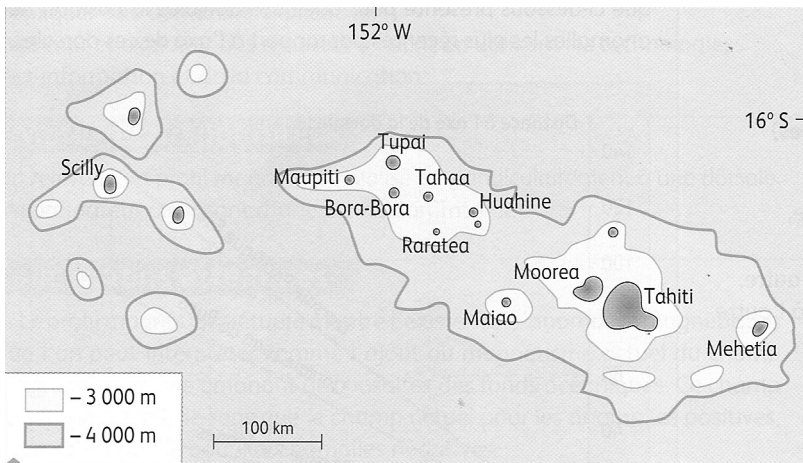 152° W
16° S
Tupai
Scilly
Maupiti
Tahaa
Bora-Bora
Huahine
Raratea
Moorea
Tahiti
Maiao
Mehetia
– 3 000 m
– 4 000 m
100 km